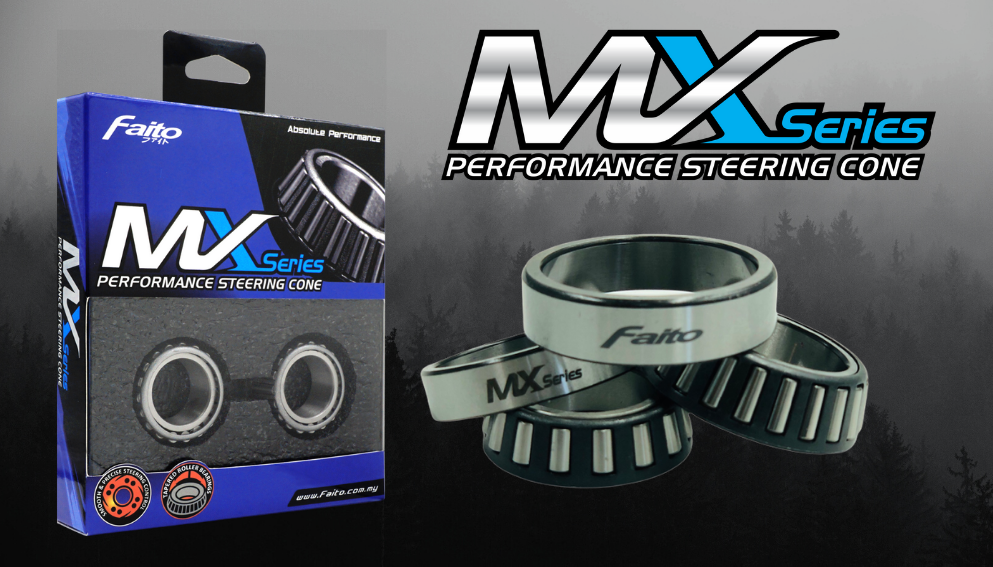 Faito
ファイト
Absolute Performance
MX Series
PERFORMANCE STEERING CONE
MX Series
PERFORMANCE STEERING CONE
SMOOTH & PRECISE STEERING CONTROL
TAPERED ROLLER BEARINGS
www.Faito.com.my
MX Series
PERFORMANCE STEERING CONE
Faito
MX Series